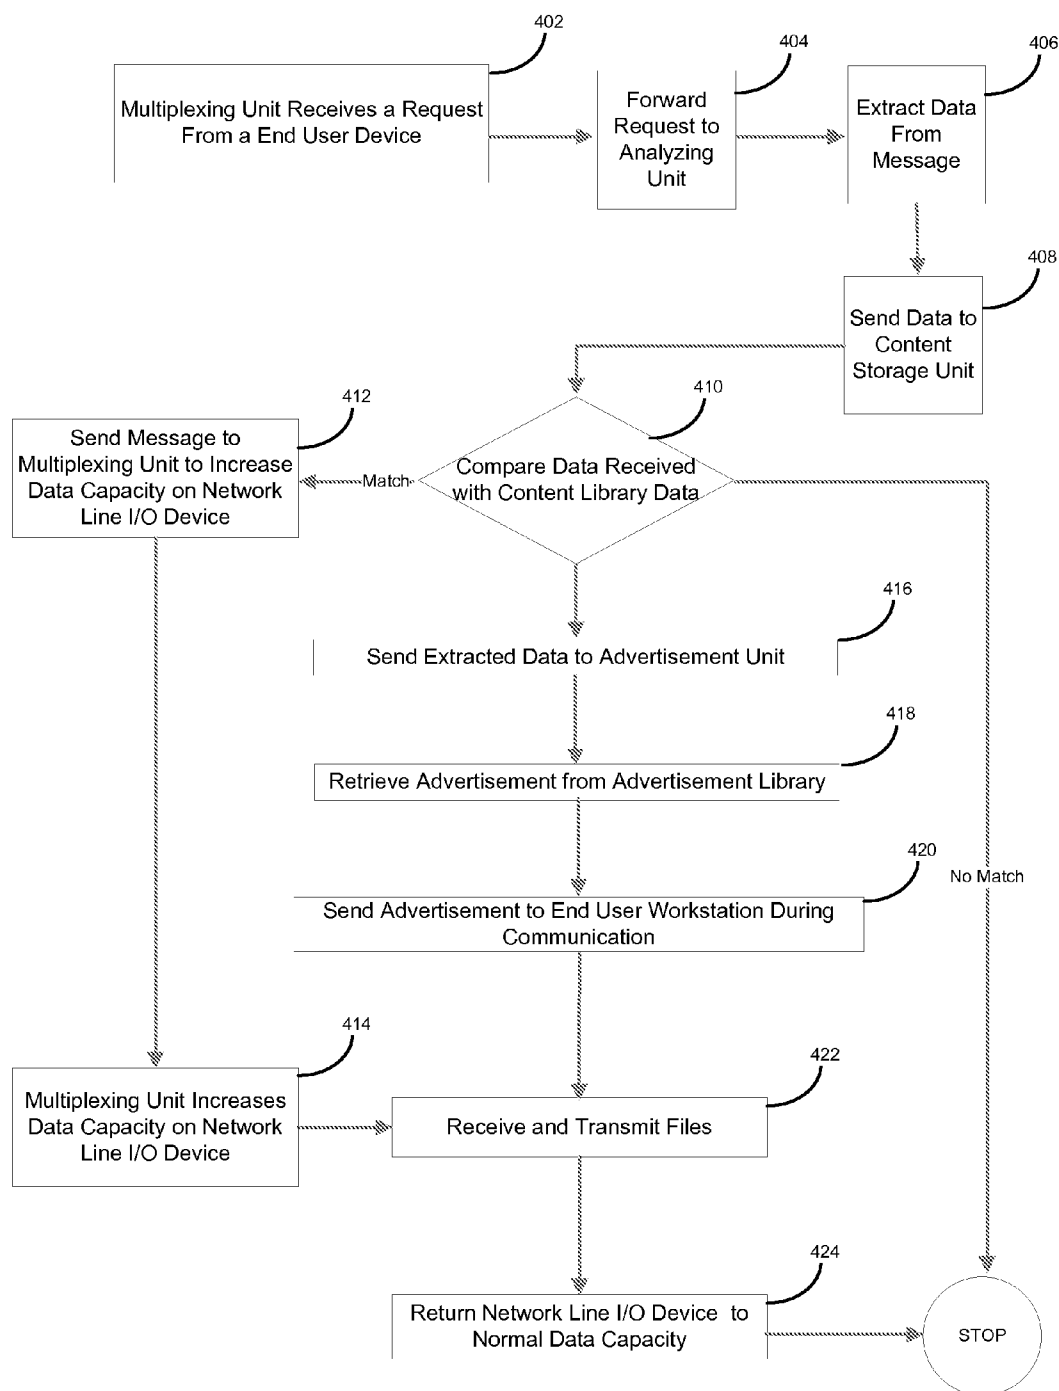 402
Multiplexing Unit Receives a Request
From a End User Device
404
Forward
Request to
Analyzing
Unit
406
Extract Data
From
Message
408
Send Data to
Content
Storage Unit
410
Compare Data Received
with Content Library Data
412
Send Message to
Multiplexing Unit to Increase
Data Capacity on Network
Line I/O Device
Match
416
Send Extracted Data to Advertisement Unit
418
Retrieve Advertisement from Advertisement Library
420
Send Advertisement to End User Workstation During
Communication
No Match
414
Multiplexing Unit Increases
Data Capacity on Network
Line I/O Device
422
Receive and Transmit Files
424
Return Network Line I/O Device to
Normal Data Capacity
STOP